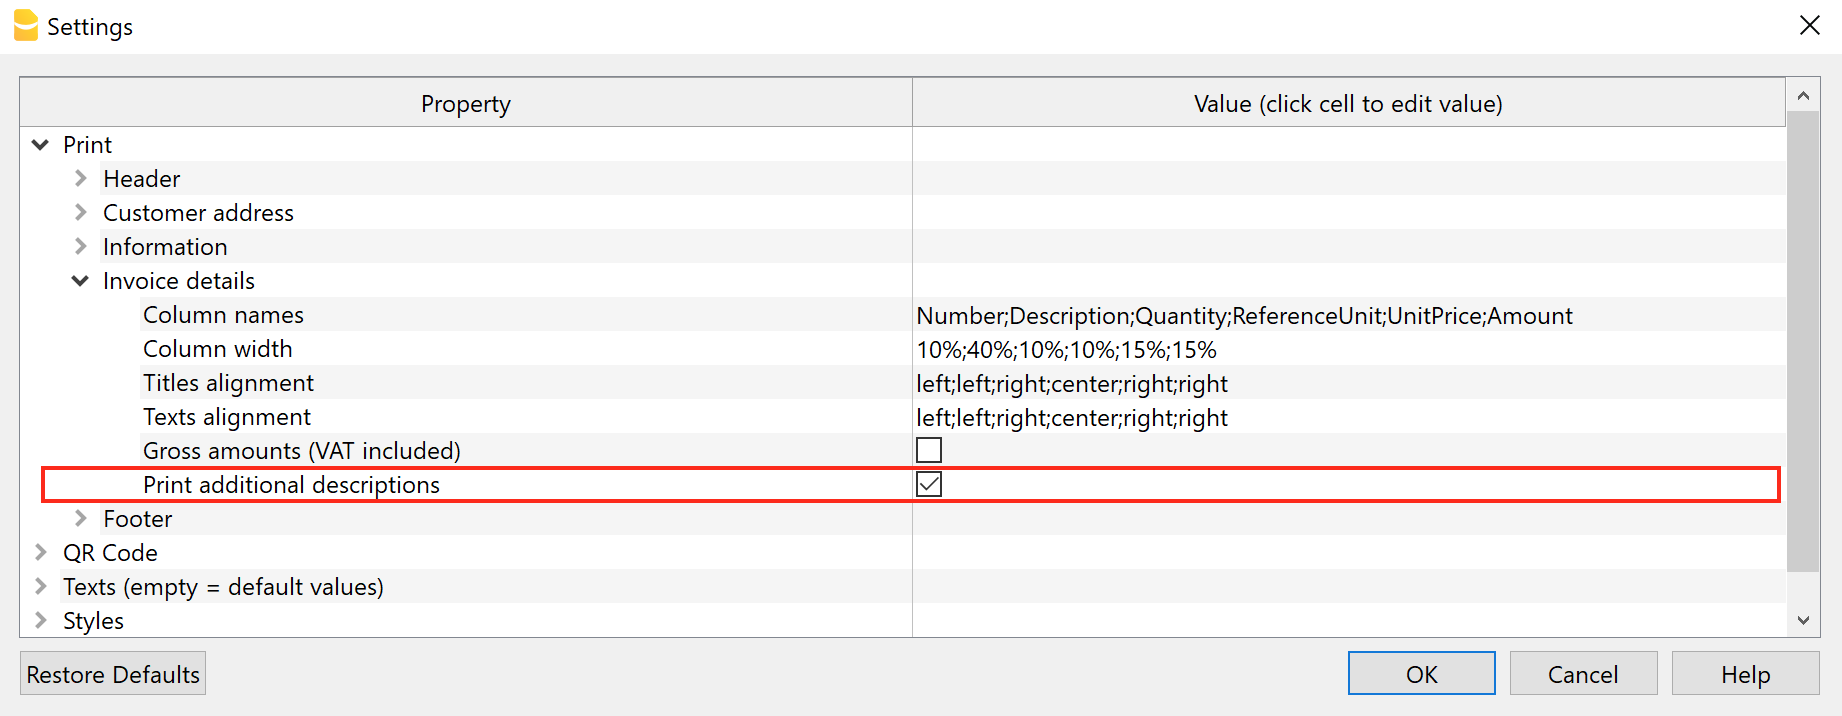 Settings
Property Value (click cell to edit value)
Print
Header
Customer address
Information
Invoice details
Column names Number;Description;Quantity;ReferenceUnit;UnitPrice;Amount
Column width 10%;40%;10%;10%;15%;15%
Titles alignment left;left;right;center;right;right
Texts alignment left;left;right;center;right;right
Gross amounts (VAT included)
Print additional descriptions
Footer
QR Code
Texts (empty = default values)
Styles
Restore Defaults OK Cancel Help